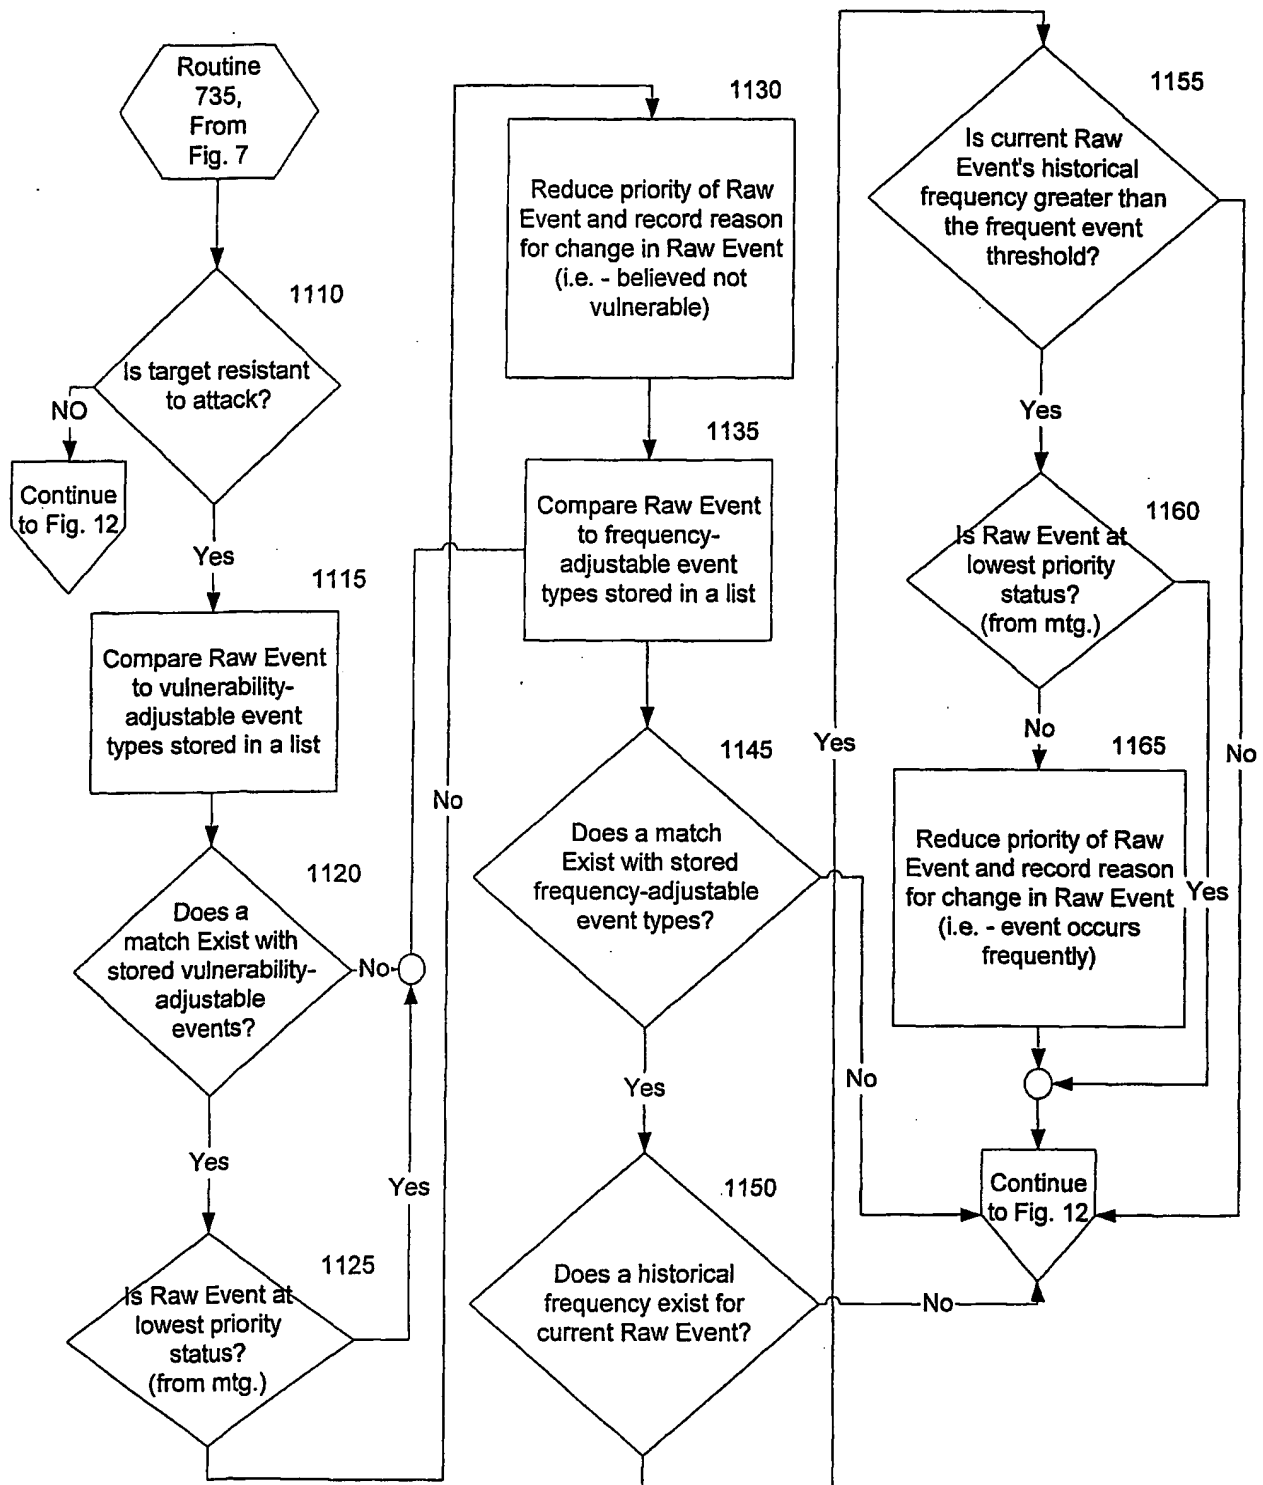 Routine
735,
From
Fig. 7
1110
Is target resistant
to attack?
NO
Continue
to Fig. 12
Yes
1115
Compare Raw Event
to vulnerability-
adjustable event
types stored in a list
1120
Does a
match Exist with
stored vulnerability-
adjustable
events?
No
Yes
Yes
1125
Is Raw Event at
lowest priority
status?
(from mtg.)
No
1130
Reduce priority of Raw
Event and record reason
for change in Raw Event
(i.e. - believed not
vulnerable)
1135
Compare Raw Event
to frequency-
adjustable event
types stored in a list
1145
Does a match
Exist with stored
frequency-adjustable
event types?
No
Yes
1150
Does a historical
frequency exist for
current Raw Event?
No
Yes
1155
Is current Raw
Event's historical
frequency greater than
the frequent event
threshold?
Yes
No
1160
Is Raw Event at
lowest priority
status?
(from mtg.)
No
Yes
1165
Reduce priority of Raw
Event and record reason
for change in Raw Event
(i.e. - event occurs
frequently)
Continue
to Fig. 12